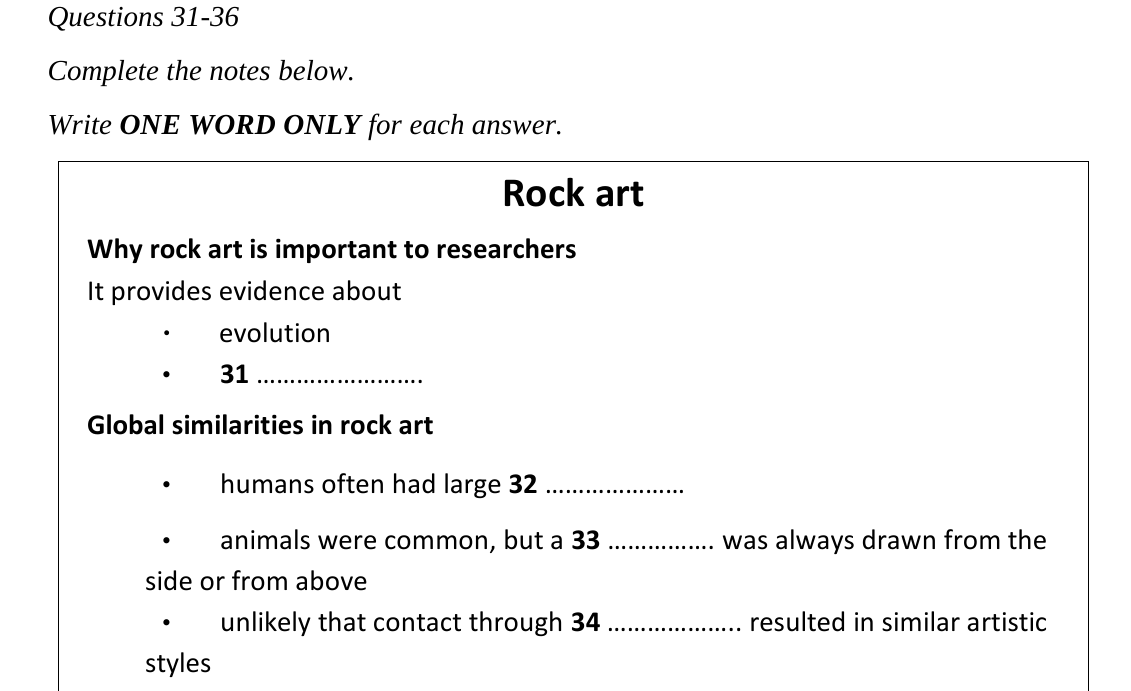 Questions 31-36
Complete the notes below.
Write ONE WORD ONLY for each answer.
Rock art
Why rock art is important to researchers
It provides evidence about
• evolution
• 31 …………………….
Global similarities in rock art
• humans often had large 32 …………………
• animals were common, but a 33 ……………. was always drawn from the
side or from above
• unlikely that contact through 34 ……………….. resulted in similar artistic
styles